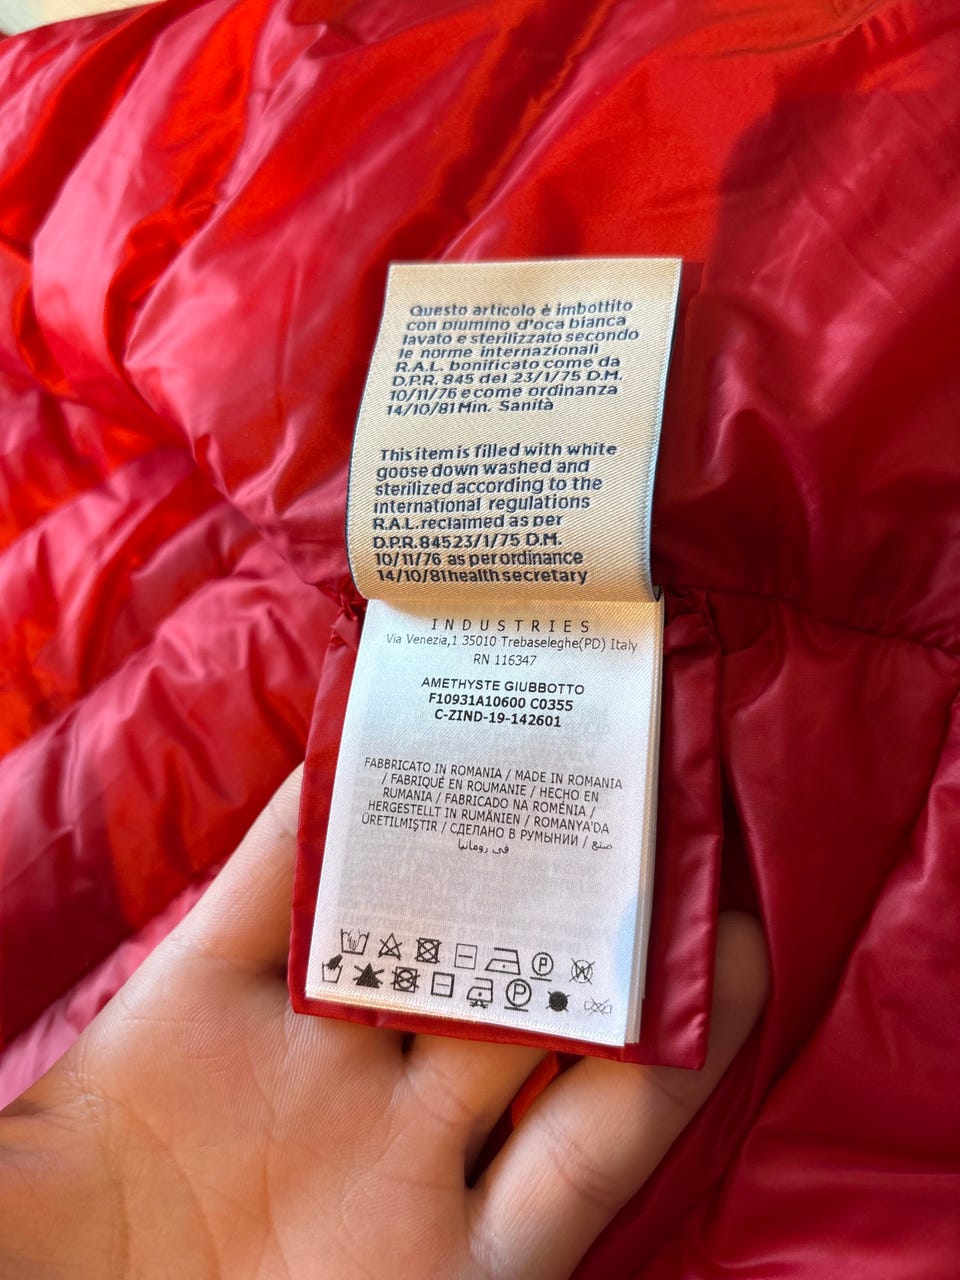 Questo articolo è imbottito
con piumino d'oca bianca
lavato e sterilizzato secondo
le norme internazionali
R.A.L. bonificato come da
D.P.R. 845 del 23/1/75 D.M.
10/11/76 e come ordinanza
14/10/81 Min. Sanità
This item is filled with white
goose down washed and
sterilized according to the
international regulations
R.A.L. reclaimed as per
D.P.R. 845 23/1/75 D.M.
10/11/76 as per ordinance
14/10/81 health secretary
INDUSTRIES
Via Venezia,1 35010 Trebaseleghe(PD) Italy
RN 116347
AMETHYSTE GIUBBOTTO
F10931A10600 C0355
C-ZIND-19-142601
FABBRICATO IN ROMANIA / MADE IN ROMANIA
/ FABRIQUÉ EN ROUMANIE / HECHO EN
RUMANIA / FABRICADO NA ROMÉNIA /
HERGESTELLT IN RUMÄNIEN / ROMANYA'DA
ÜRETILMIŞTIR / СДЕЛАНО В РУМЫНИИ / صنع
في رومانيا
P
W
P